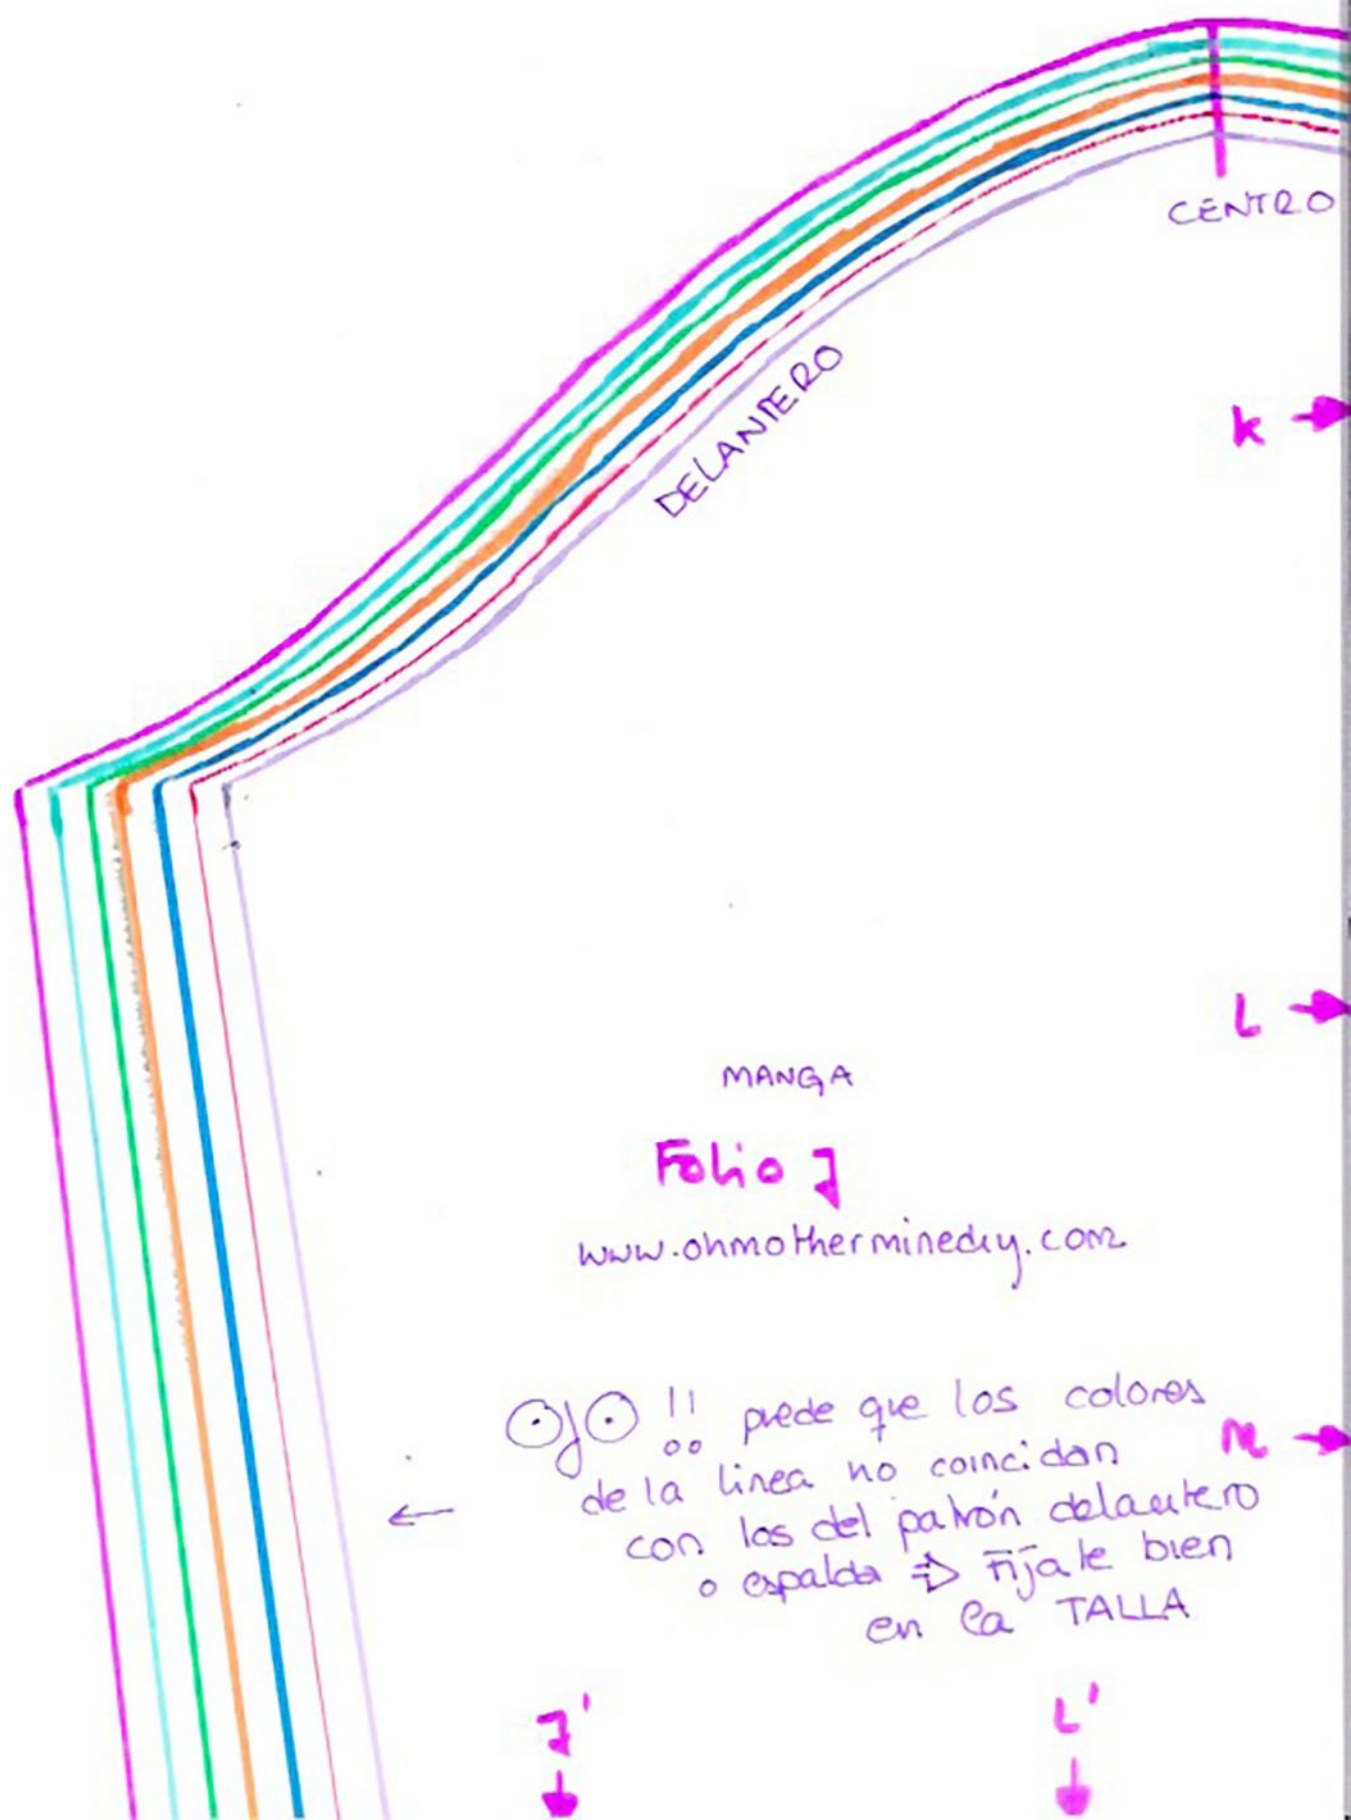 CENTRO
DELANTERO
K
L
MANGA
Folio J
www.ohmotherminediy.com
OJO!! puede que los colores
de la linea no coincidan
con los del patrón delantero
o espalda ⇒ Fíjate bien
en la TALLA
M
J'
L'